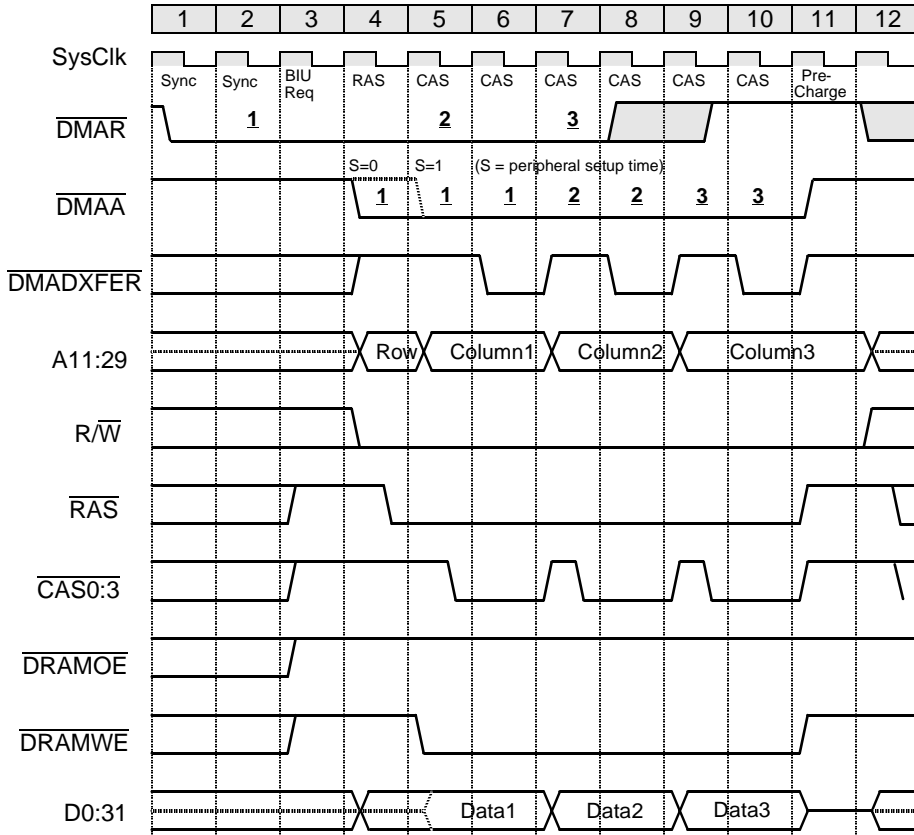 1 2 3 4 5 6 7 8 9 10 11 12
SysClk
Sync Sync BIU Req RAS CAS CAS CAS CAS CAS CAS Pre-Charge
DMAR 1 2 3
S=0 S=1 (S = peripheral setup time)
DMAA 1 1 1 2 2 3 3
DMADXFER
A11:29 Row Column1 Column2 Column3
R/W
RAS
CAS0:3
DRAMOE
DRAMWE
D0:31 Data1 Data2 Data3